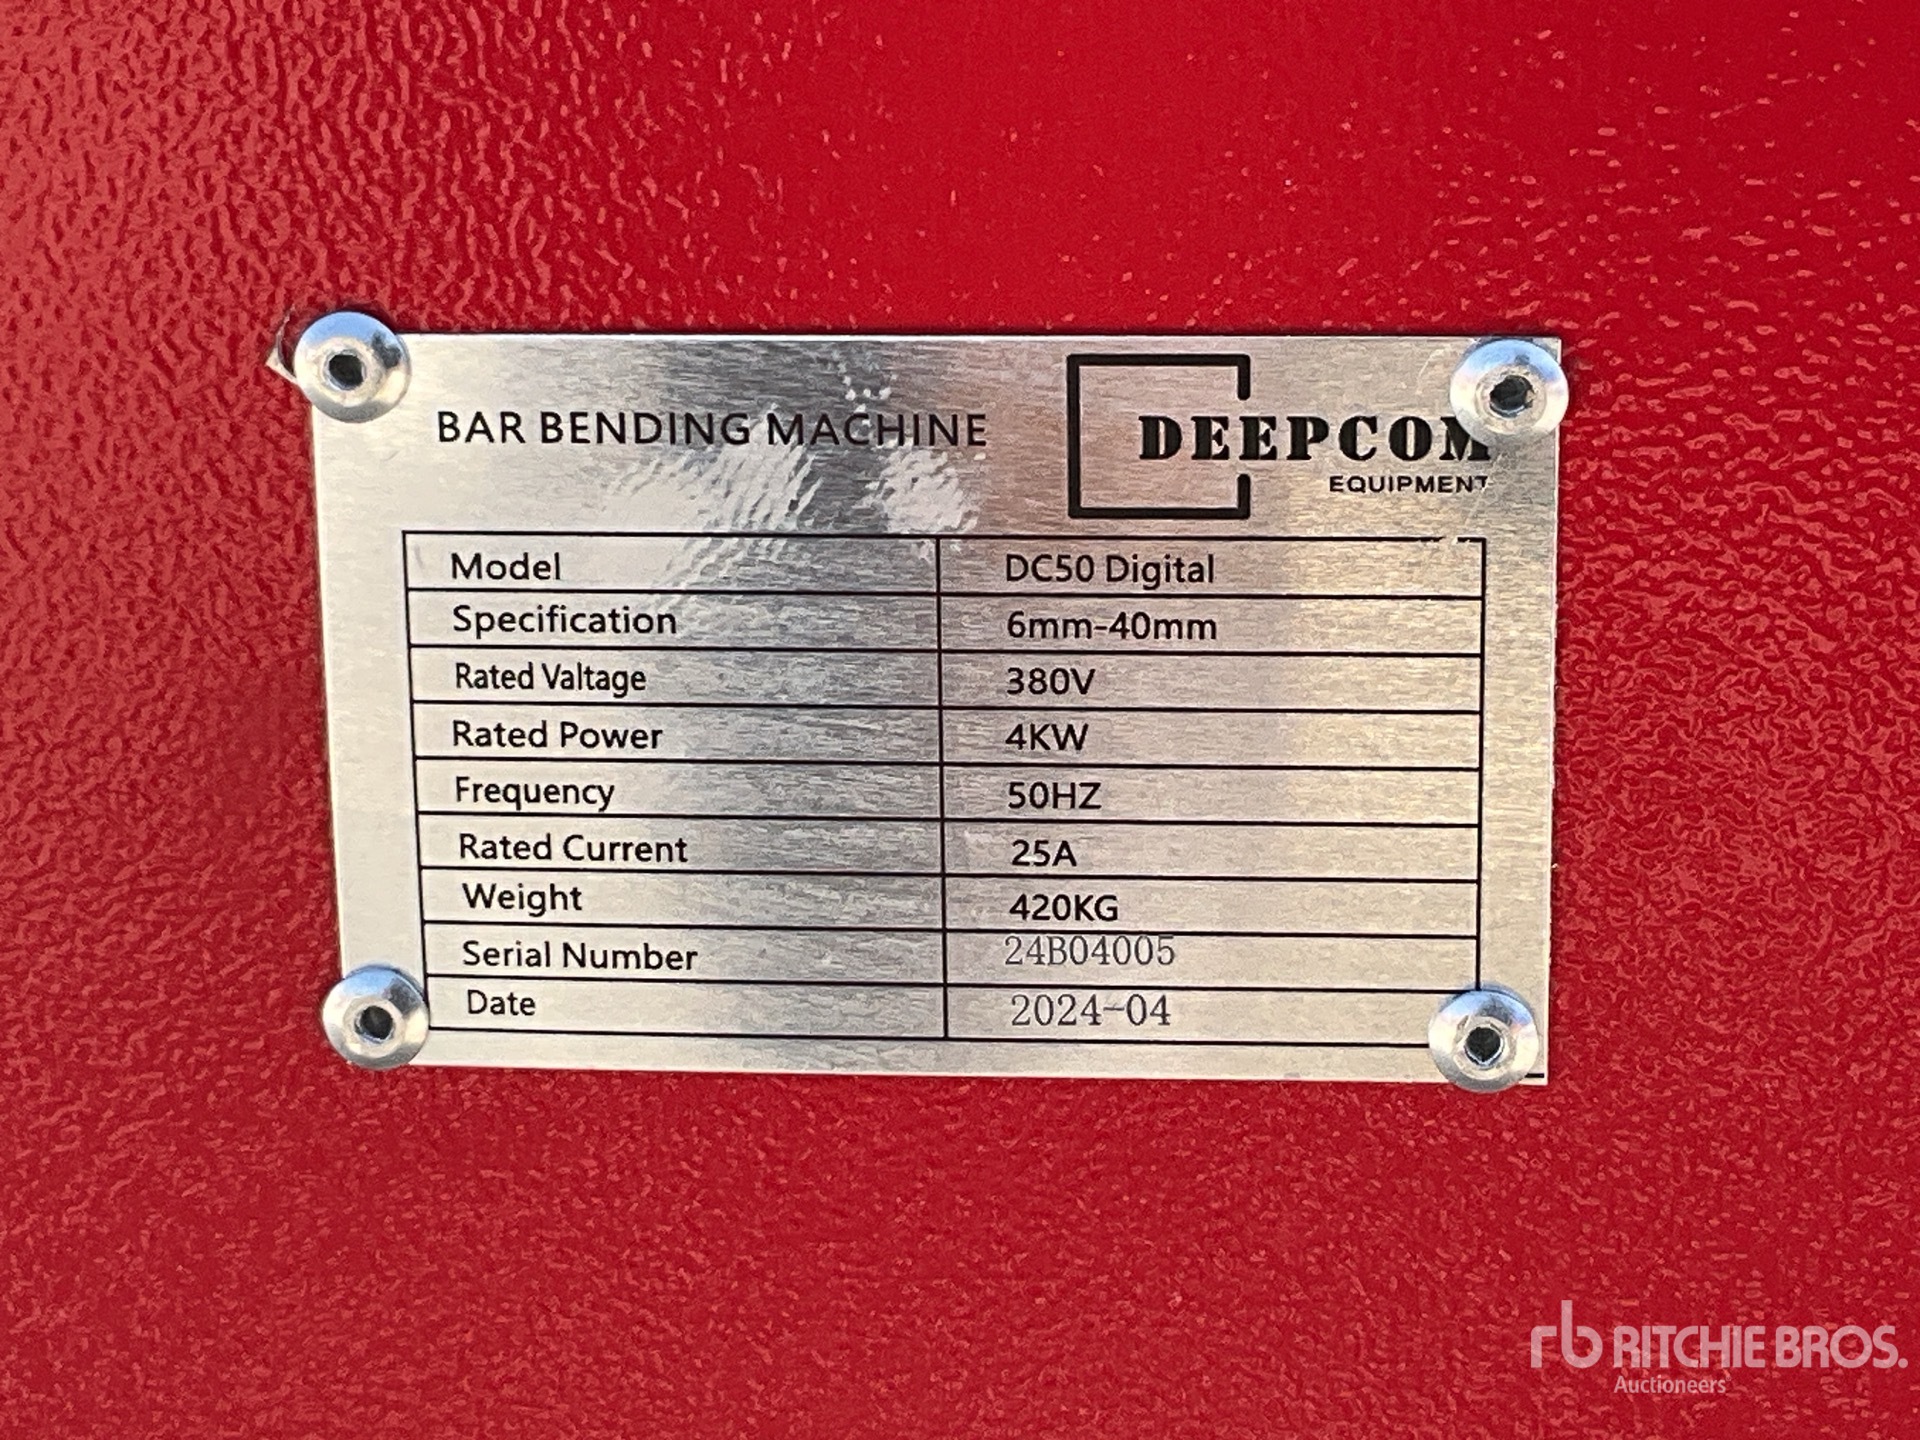 BAR BENDING MACHINE
DEEPCOM
EQUIPMENT
Model DC50 Digital
Specification 6mm-40mm
Rated Valtage 380V
Rated Power 4KW
Frequency 50HZ
Rated Current 25A
Weight 420KG
Serial Number 24B04005
Date 2024-04
rb RITCHIE BROS.
Auctioneers